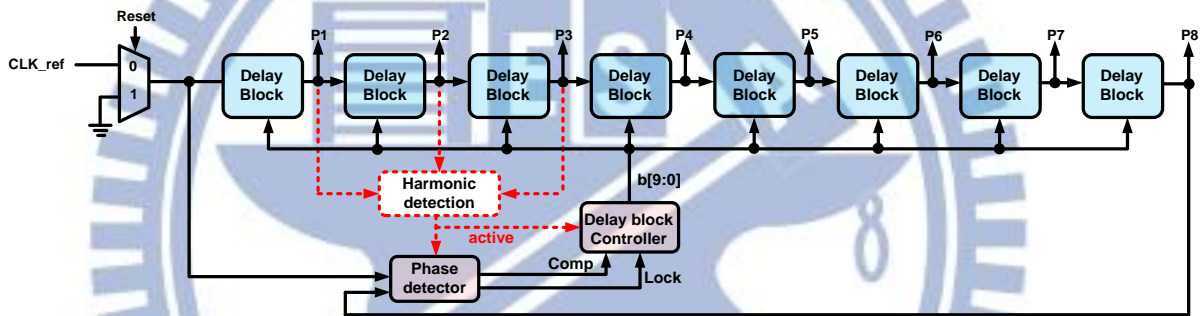 Reset
P1
P2
P3
P4
P5
P6
P7
P8
CLK_ref
0
1
Delay
Block
Delay
Block
Delay
Block
Delay
Block
Delay
Block
Delay
Block
Delay
Block
Delay
Block
b[9:0]
Harmonic
detection
active
Delay block
Controller
Comp
Lock
Phase
detector